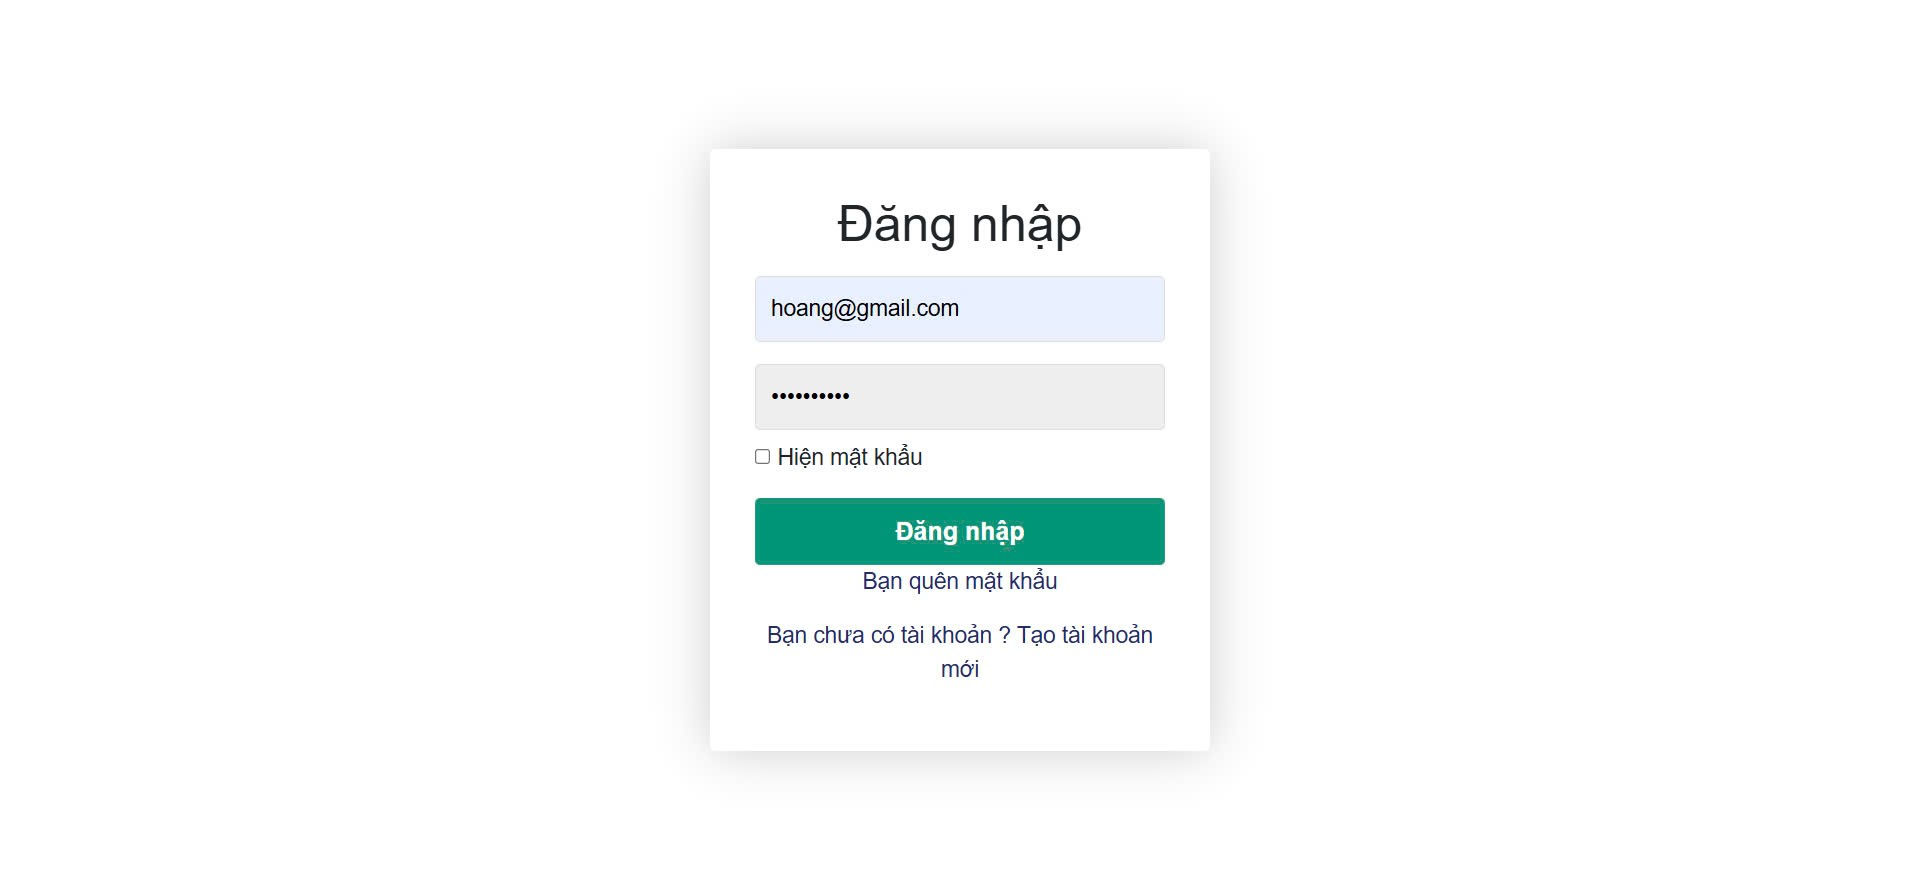 Đăng nhập
hoang@gmail.com
••••••••••
Hiện mật khẩu
Đăng nhập
Bạn quên mật khẩu
Bạn chưa có tài khoản ? Tạo tài khoản
mới